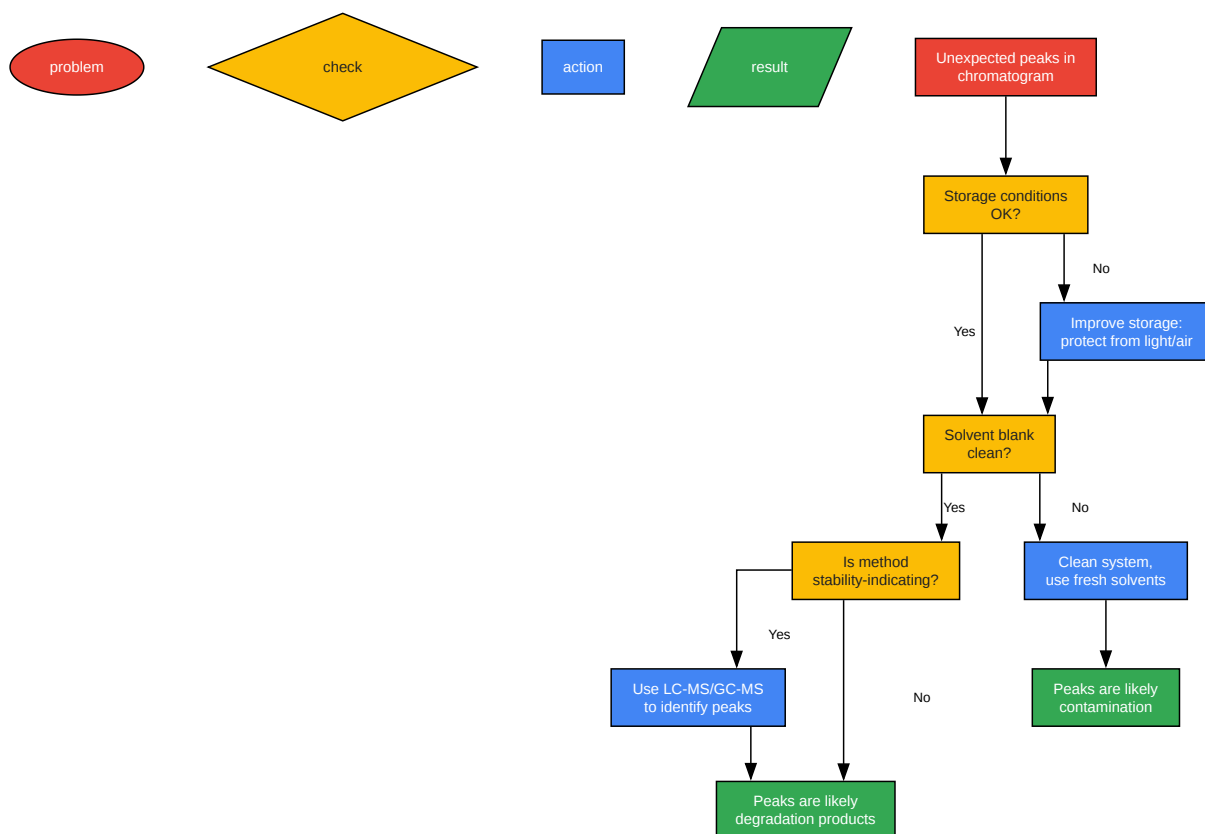 problem
check
action
result
Unexpected peaks in
chromatogram
Storage conditions
OK?
No
Improve storage:
protect from light/air
Yes
Solvent blank
clean?
Yes
No
Is method
stability-indicating?
Clean system,
use fresh solvents
Yes
Use LC-MS/GC-MS
to identify peaks
No
Peaks are likely
contamination
Peaks are likely
degradation products